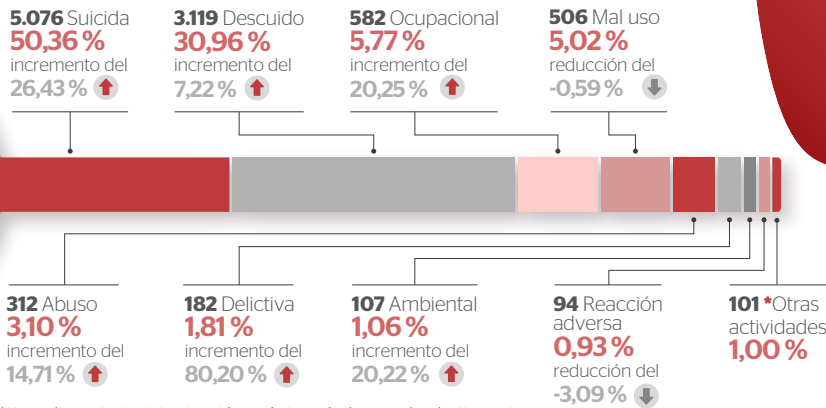 5.076 Suicida
50,36 %
incremento del
26,43 %
3.119 Descuido
30,96 %
incremento del
7,22 %
582 Ocupacional
5,77 %
incremento del
20,25 %
506 Mal uso
5,02 %
reducción del
-0,59 %
312 Abuso
3,10 %
incremento del
14,71 %
182 Delictiva
1,81 %
incremento del
80,20 %
107 Ambiental
1,06 %
incremento del
20,22 %
94 Reacción
adversa
0,93 %
reducción del
-3,09 %
101 *Otras
actividades
1,00 %